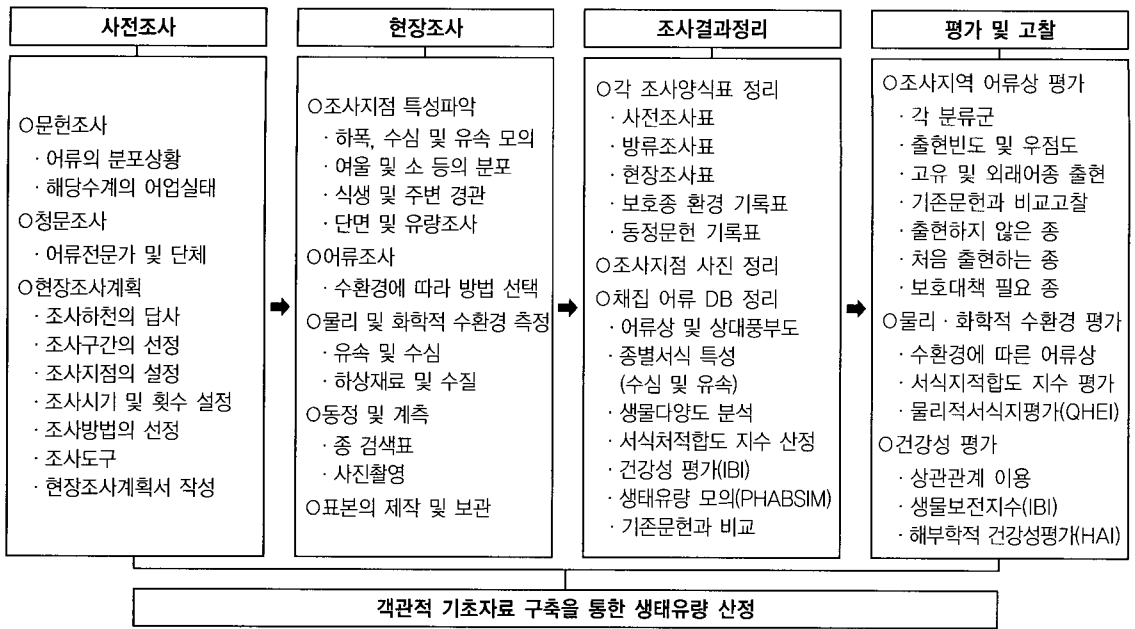 사전조사
○문헌조사
· 어류의 분포상황
· 해당수계의 어업실태
○청문조사
· 어류전문가 및 단체
○현장조사계획
· 조사하천의 답사
· 조사구간의 선정
· 조사지점의 설정
· 조사시기 및 횟수 설정
· 조사방법의 선정
· 조사도구
· 현장조사계획서 작성
현장조사
○조사지점 특성파악
· 하폭, 수심 및 유속 모의
· 여울 및 소 등의 분포
· 식생 및 주변 경관
· 단면 및 유량조사
○어류조사
· 수환경에 따라 방법 선택
○물리 및 화학적 수환경 측정
· 유속 및 수심
· 하상재료 및 수질
○동정 및 계측
· 종 검색표
· 사진촬영
○표본의 제작 및 보관
조사결과정리
○각 조사양식표 정리
· 사전조사표
· 방류조사표
· 현장조사표
· 보호종 환경 기록표
· 동정문헌 기록표
○조사지점 사진 정리
○채집 어류 DB 정리
· 어류상 및 상대풍부도
· 종별서식 특성
(수심 및 유속)
· 생물다양도 분석
· 서식처적합도 지수 산정
· 건강성 평가(IBI)
· 생태유량 모의(PHABSIM)
· 기존문헌과 비교
평가 및 고찰
○조사지역 어류상 평가
· 각 분류군
· 출현빈도 및 우점도
· 고유 및 외래어종 출현
· 기존문헌과 비교고찰
· 출현하지 않은 종
· 처음 출현하는 종
· 보호대책 필요 종
○물리 · 화학적 수환경 평가
· 수환경에 따른 어류상
· 서식지적합도 지수 평가
· 물리적서식지평가(QHEI)
○건강성 평가
· 상관관계 이용
· 생물보전지수(IBI)
· 해부학적 건강성평가(HAI)
객관적 기초자료 구축을 통한 생태유량 산정